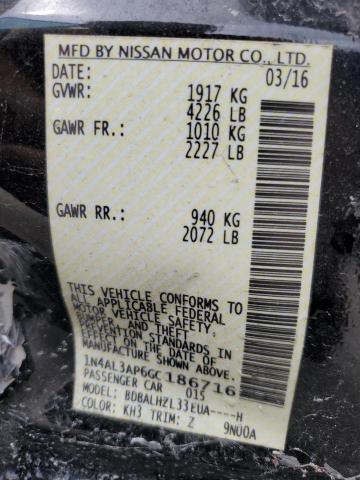 MFD BY NISSAN MOTOR CO., LTD.
DATE: 03/16
GVWR: 1917 KG
4226 LB
GAWR FR.: 1010 KG
2227 LB
GAWR RR.: 940 KG
2072 LB
THIS VEHICLE CONFORMS TO
ALL APPLICABLE FEDERAL
MOTOR VEHICLE SAFETY,
BUMPER, AND THEFT
PREVENTION STANDARDS IN
EFFECT ON THE DATE OF
MANUFACTURE SHOWN ABOVE.
1N4AL3AP6GC186716
PASSENGER CAR 015
MODEL: BDBALHZL33EUA----H
COLOR: KH3 TRIM: Z 9NU0A